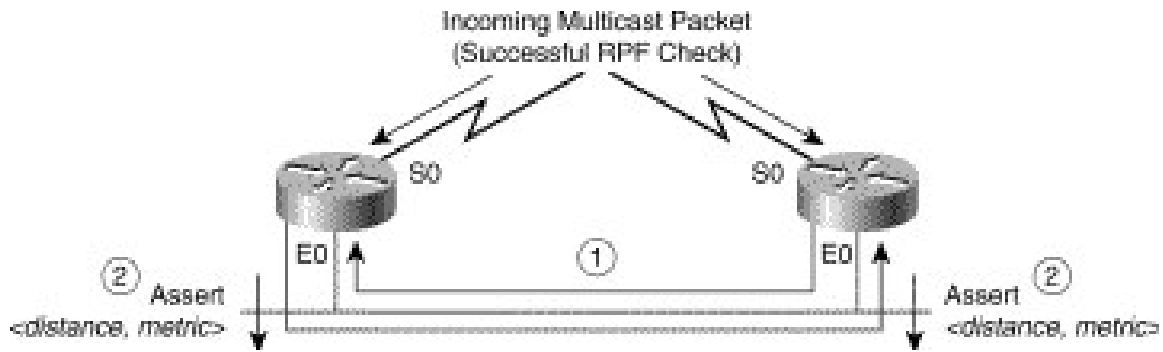 Incoming Multicast Packet
(Successful RPF Check)
S0
S0
E0
1
E0
2
Assert
<distance, metric>
2
Assert
<distance, metric>